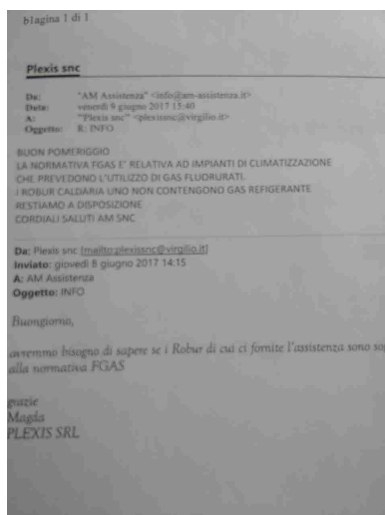 blagina 1 di 1
Plexis snc
Da: "AM Assistenza" <info@am-assistenza.it>
Data: venerdì 9 giugno 2017 15:40
A: "Plexis snc" <plexissnc@virgilio.it>
Oggetto: R: INFO
BUON POMERIGGIO
LA NORMATIVA FGAS E' RELATIVA AD IMPIANTI DI CLIMATIZZAZIONE
CHE PREVEDONO L'UTILIZZO DI GAS FLUORURATI.
I ROBUR CALDARIA UNO NON CONTENGONO GAS REFIGERANTE
RESTIAMO A DISPOSIZIONE
CORDIALI SALUTI AM SNC
Da: Plexis snc [mailto:plexissnc@virgilio.it]
Inviato: giovedì 8 giugno 2017 14:15
A: AM Assistenza
Oggetto: INFO
Buongiorno,
avremmo bisogno di sapere se i Robur di cui ci fornite l'assistenza sono
alla normativa FGAS
grazie
Magda
PLEXIS SRL